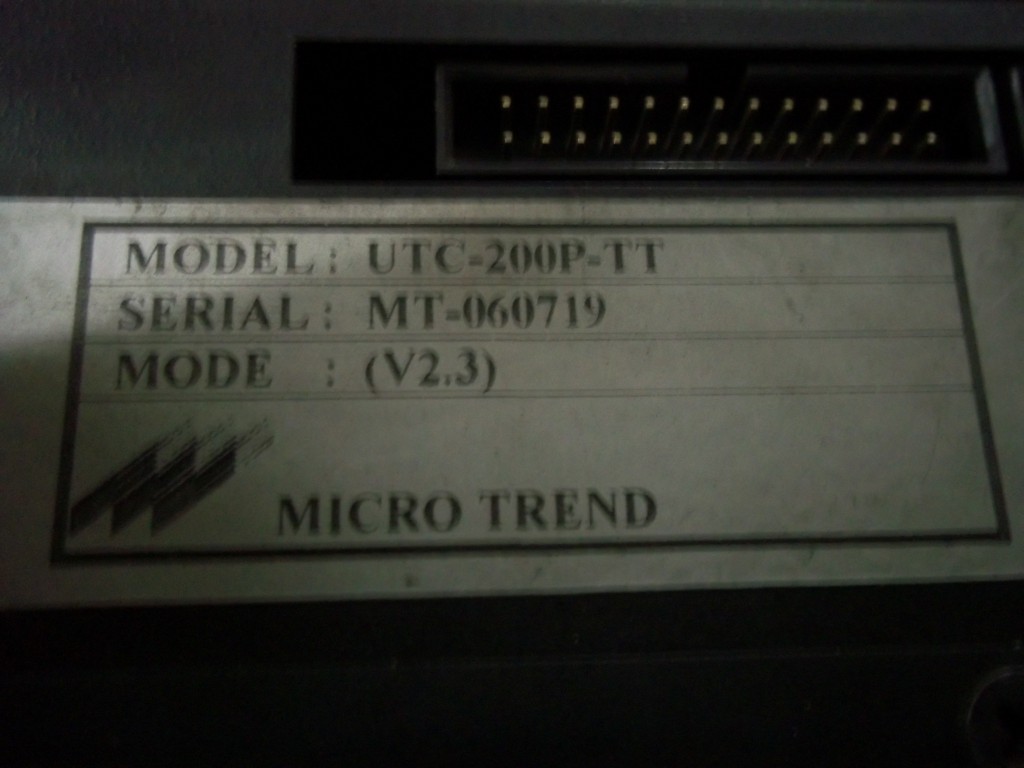 MODEL : UTC-200P-TT
SERIAL : MT-060719
MODE : (V2.3)
MICRO TREND